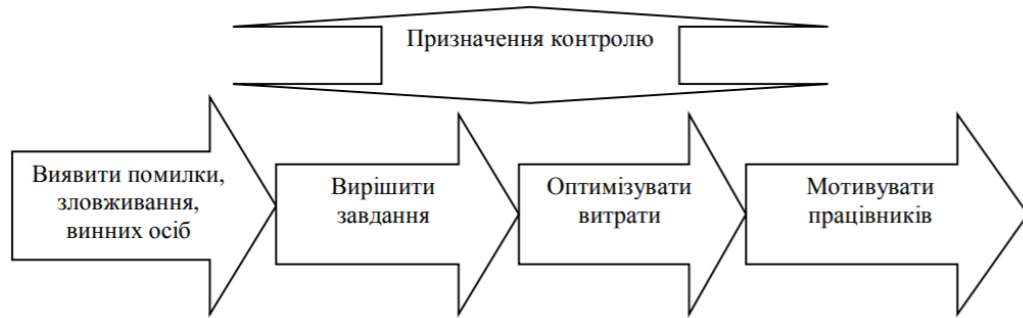 Призначення контролю
Виявити помилки,
зловживання,
винних осіб
Вирішити
завдання
Оптимізувати
витрати
Мотивувати
працівників